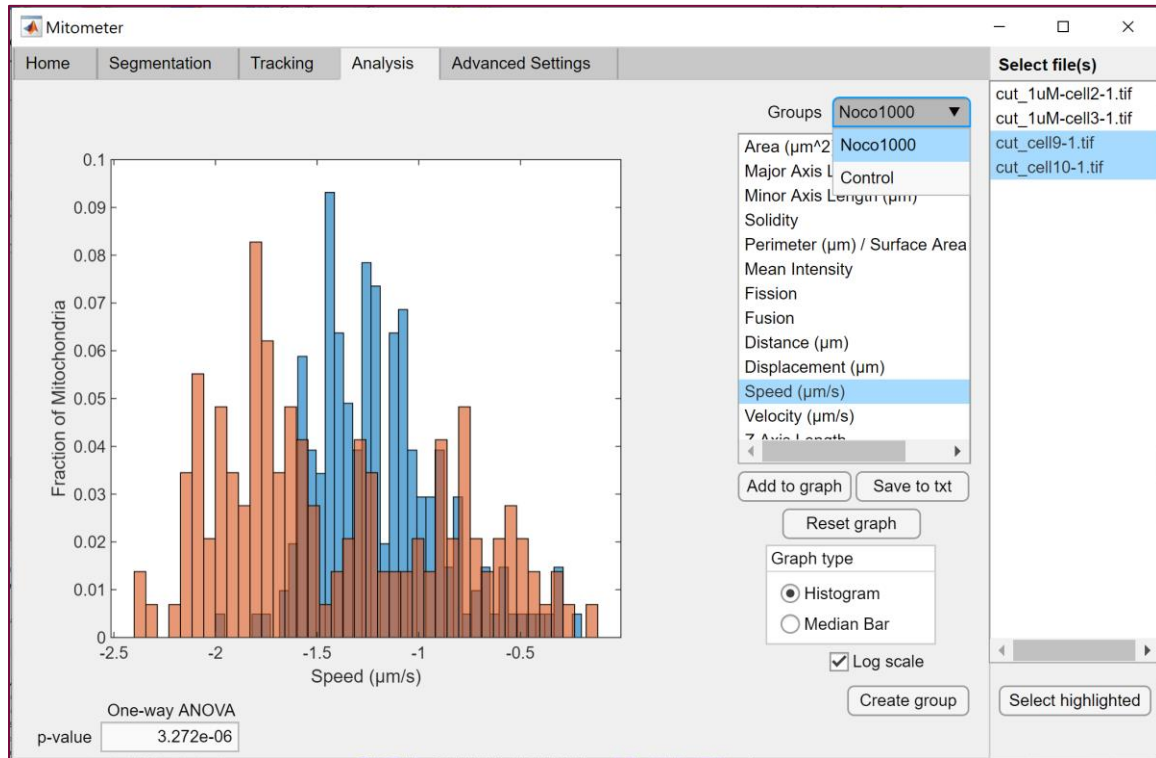 Mitometer
Home Segmentation Tracking Analysis Advanced Settings
Select file(s)
cut_1uM-cell2-1.tif
cut_1uM-cell3-1.tif
cut_cell9-1.tif
cut_cell10-1.tif
Groups Noco1000
Noco1000
Control
Area (µm^2
Major Axis L
Minor Axis Length (µm)
Solidity
Perimeter (µm) / Surface Area
Mean Intensity
Fission
Fusion
Distance (µm)
Displacement (µm)
Speed (µm/s)
Velocity (µm/s)
Z Axis Length
Add to graph Save to txt
Reset graph
Graph type
Histogram
Median Bar
Log scale
Create group
Select highlighted
0.1
0.09
0.08
0.07
0.06
0.05
0.04
0.03
0.02
0.01
0
Fraction of Mitochondria
-2.5 -2 -1.5 -1 -0.5
Speed (µm/s)
One-way ANOVA
p-value 3.272e-06